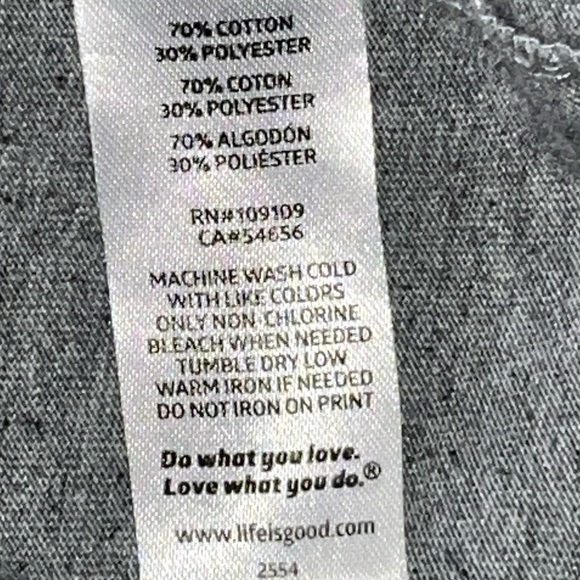 70% COTTON
30% POLYESTER
70% COTON
30% POLYESTER
70% ALGODÓN
30% POLIÉSTER
RN#109109
CA#54656
MACHINE WASH COLD
WITH LIKE COLORS
ONLY NON-CHLORINE
BLEACH WHEN NEEDED
TUMBLE DRY LOW
WARM IRON IF NEEDED
DO NOT IRON ON PRINT
Do what you love.
Love what you do.®
www.lifeisgood.com
2554